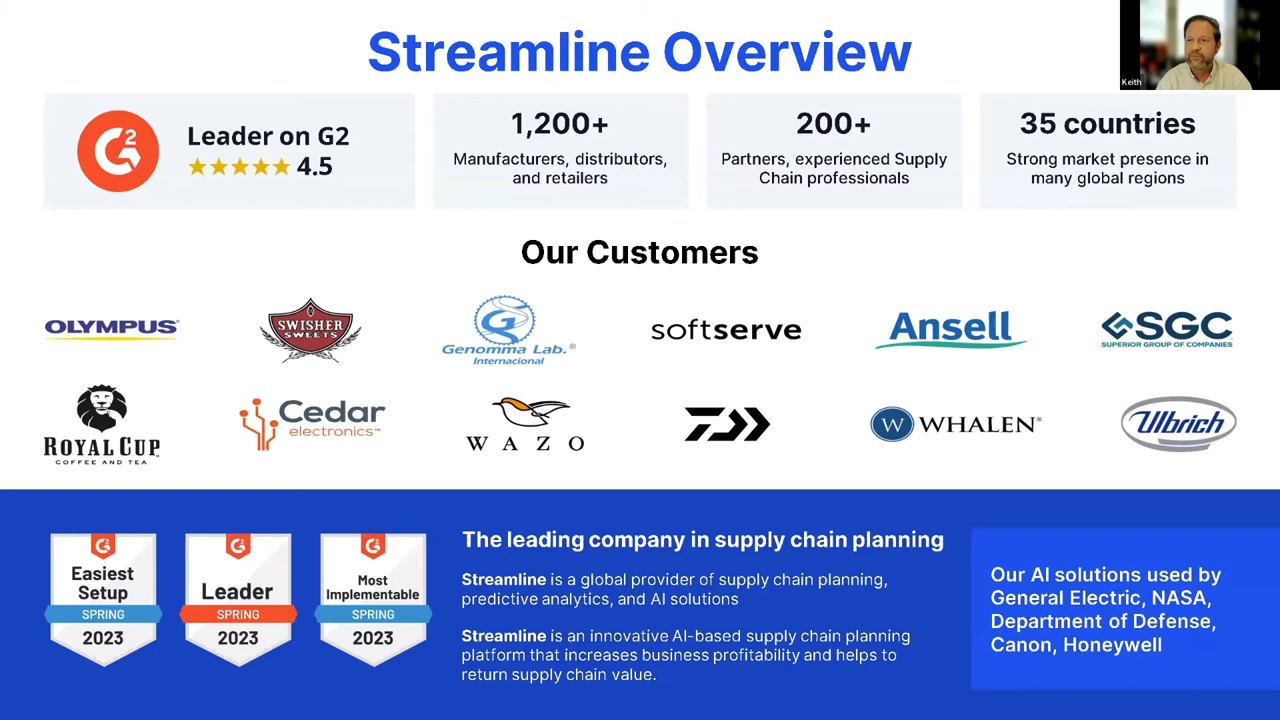 Streamline Overview
Keith
G2
Leader on G2
4.5
1,200+
Manufacturers, distributors,
and retailers
200+
Partners, experienced Supply
Chain professionals
35 countries
Strong market presence in
many global regions
Our Customers
OLYMPUS
SWISHER
SWEETS
Genomma Lab.®
Internacional
softserve
Ansell
SGC
SUPERIOR GROUP OF COMPANIES
ROYAL CUP
COFFEE AND TEA
Cedar
electronics™
WAZO
W WHALEN®
Ulbrich
G2
Easiest
Setup
SPRING
2023
G2
Leader
SPRING
2023
G2
Most
Implementable
SPRING
2023
The leading company in supply chain planning
Streamline is a global provider of supply chain planning,
predictive analytics, and AI solutions
Streamline is an innovative AI-based supply chain planning
platform that increases business profitability and helps to
return supply chain value.
Our AI solutions used by
General Electric, NASA,
Department of Defense,
Canon, Honeywell